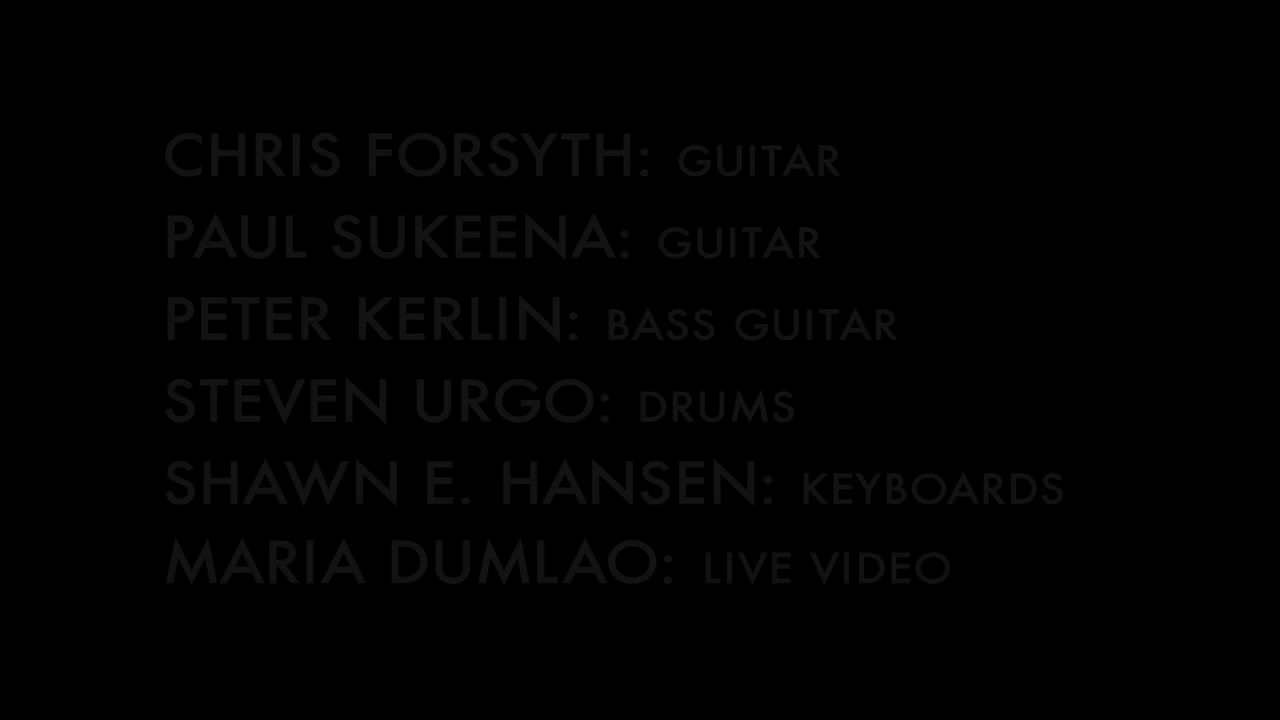 CHRIS FORSYTH: GUITAR
PAUL SUKEENA: GUITAR
PETER KERLIN: BASS GUITAR
STEVEN URGO: DRUMS
SHAWN E. HANSEN: KEYBOARDS
MARIA DUMLAO: LIVE VIDEO